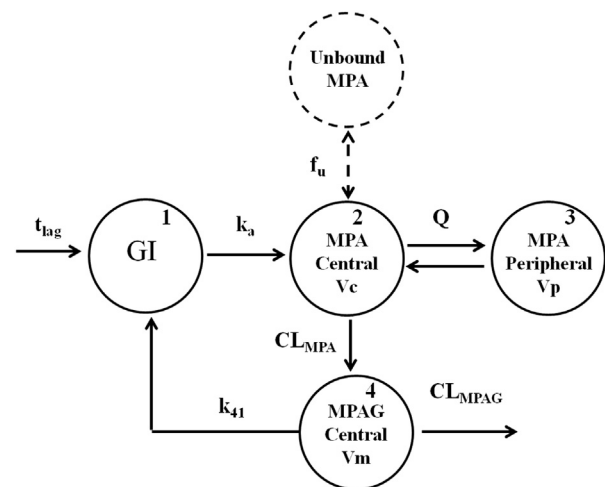 Unbound
MPA
f_u
t_lag
1
GI
k_a
2
MPA
Central
Vc
Q
3
MPA
Peripheral
Vp
CL_MPA
4
MPAG
Central
Vm
k_41
CL_MPAG